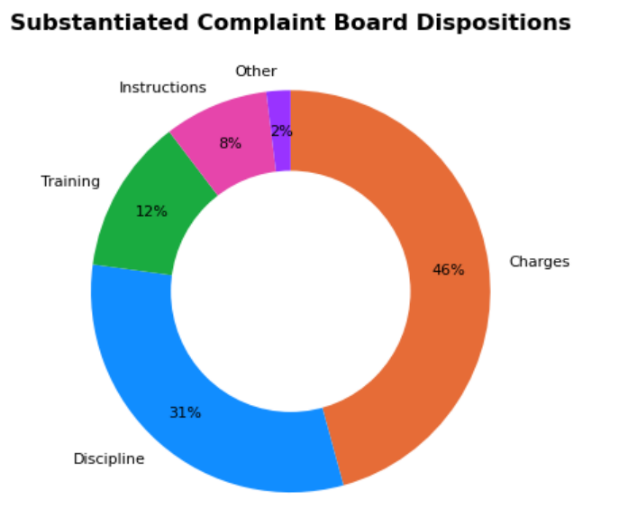 Substantiated Complaint Board Dispositions
Other
Instructions
2%
8%
Training
12%
Charges
46%
31%
Discipline